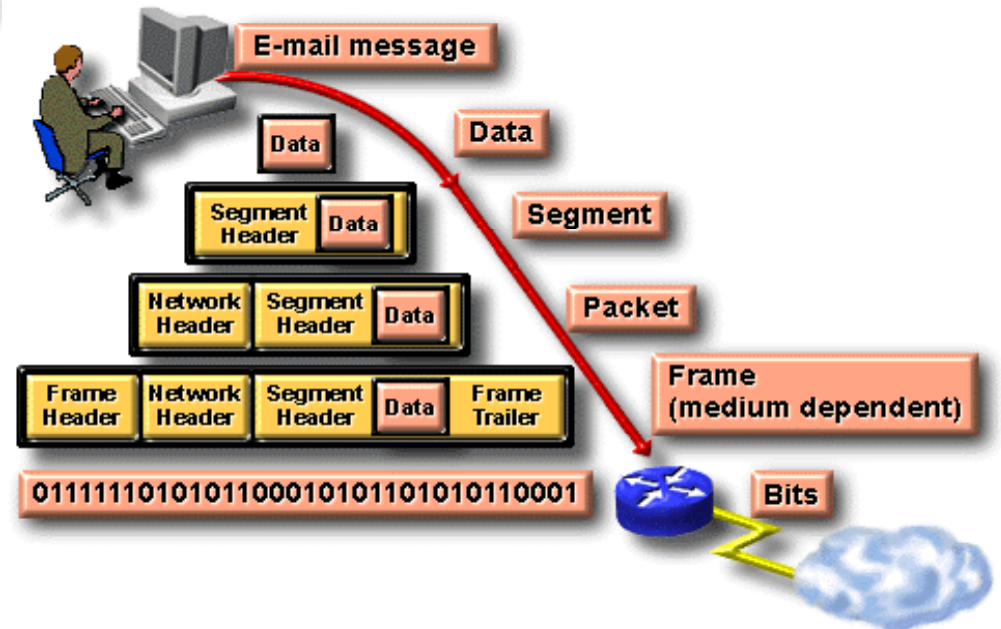 E-mail message
Data
Data
Segment Header Data
Segment
Network Header Segment Header Data
Packet
Frame Header Network Header Segment Header Data Frame Trailer
Frame
(medium dependent)
0111111010101100010101101010110001
Bits